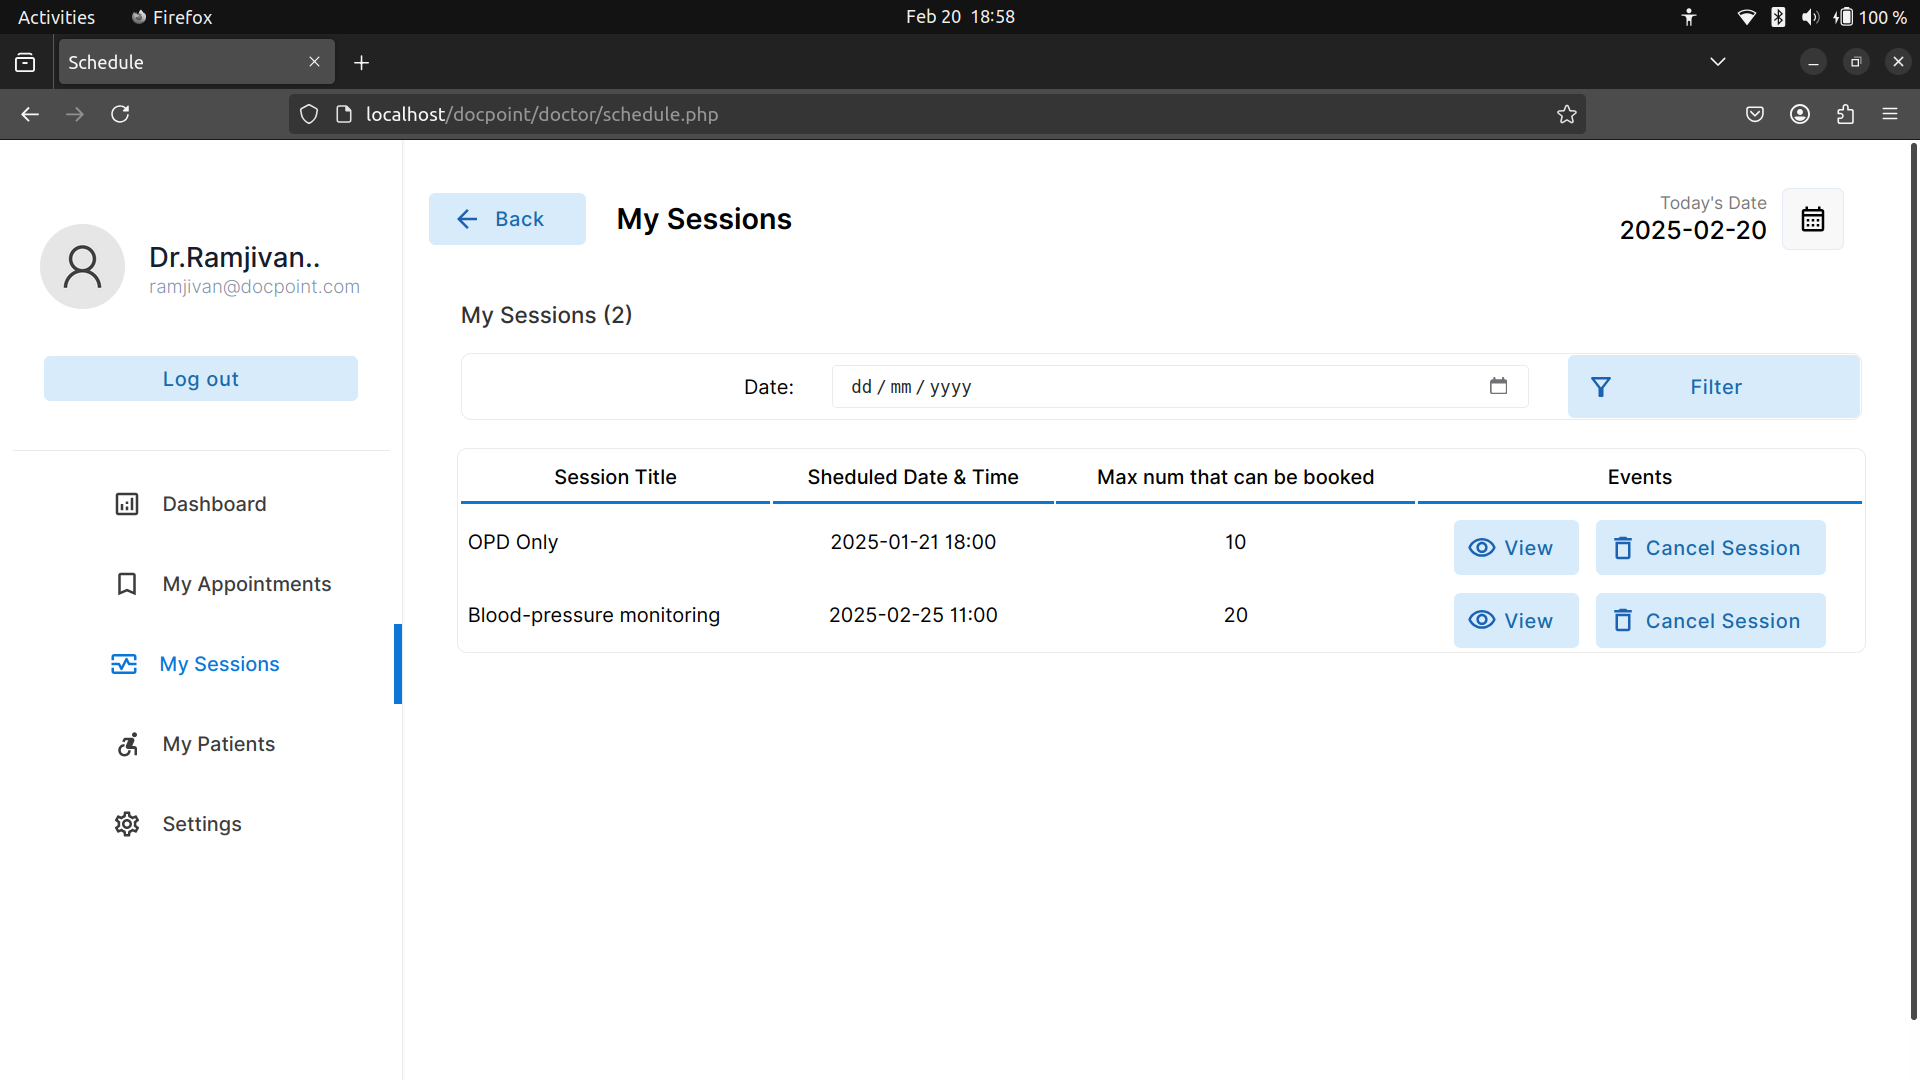 Activities Firefox Feb 20 18:58 100 %
Schedule
localhost/docpoint/doctor/schedule.php
Dr.Ramjivan..
ramjivan@docpoint.com
Log out
Dashboard
My Appointments
My Sessions
My Patients
Settings
Back My Sessions
Today's Date
2025-02-20
My Sessions (2)
Date: dd / mm / yyyy Filter
Session Title Sheduled Date & Time Max num that can be booked Events
OPD Only 2025-01-21 18:00 10 View Cancel Session
Blood-pressure monitoring 2025-02-25 11:00 20 View Cancel Session